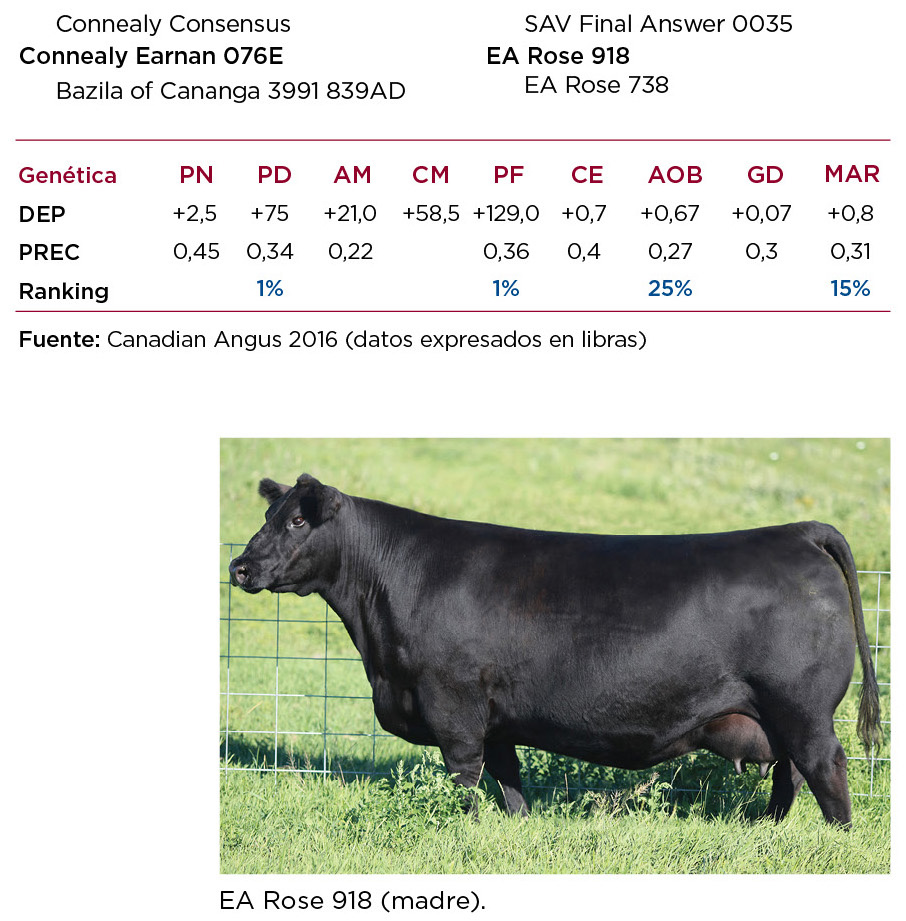 Connealy Consensus
Connealy Earnan 076E
Bazila of Cananga 3991 839AD
SAV Final Answer 0035
EA Rose 918
EA Rose 738
Genética PN PD AM CM PF CE AOB GD MAR
DEP +2,5 +75 +21,0 +58,5 +129,0 +0,7 +0,67 +0,07 +0,8
PREC 0,45 0,34 0,22 0,36 0,4 0,27 0,3 0,31
Ranking 1% 1% 25% 15%
Fuente: Canadian Angus 2016 (datos expresados en libras)
EA Rose 918 (madre).